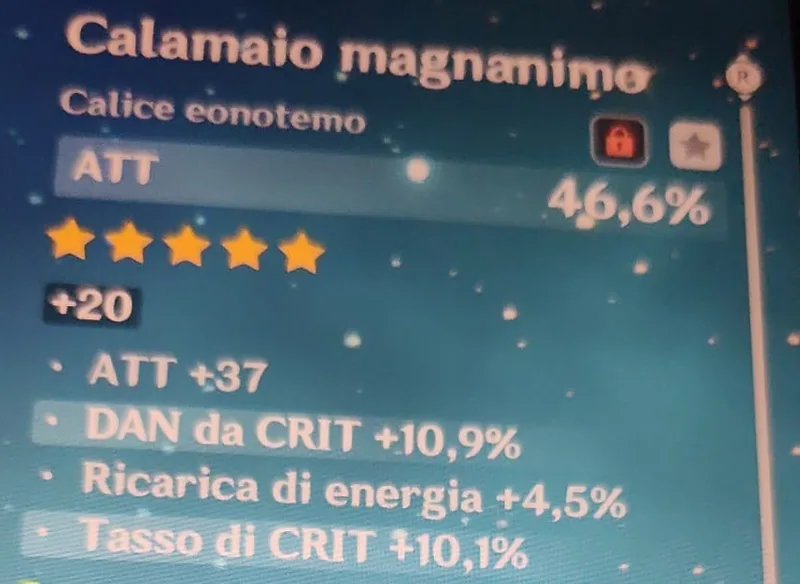 Calamaio magnanimo
Calice eonotemo
ATT
46,6%
+20
• ATT +37
• DAN da CRIT +10,9%
• Ricarica di energia +4,5%
• Tasso di CRIT +10,1%
R